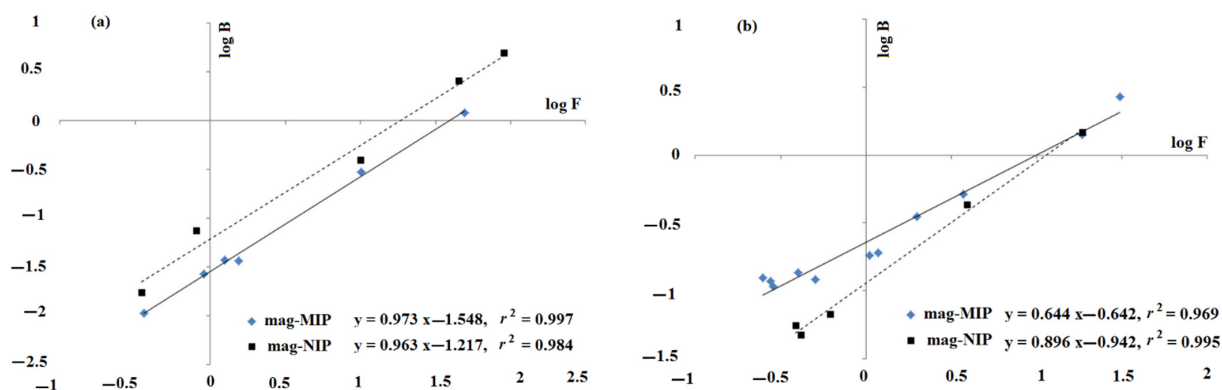 (a)
log B
1
0.5
0
−0.5
−1
−1.5
−2
−2.5
log F
mag-MIP y = 0.973 x−1.548, r² = 0.997
mag-NIP y = 0.963 x−1.217, r² = 0.984
−1 −0.5 0 0.5 1 1.5 2 2.5
(b)
log B
1
0.5
0
−0.5
−1
−1.5
log F
mag-MIP y = 0.644 x−0.642, r² = 0.969
mag-NIP y = 0.896 x−0.942, r² = 0.995
−1 −0.5 0 0.5 1 1.5 2